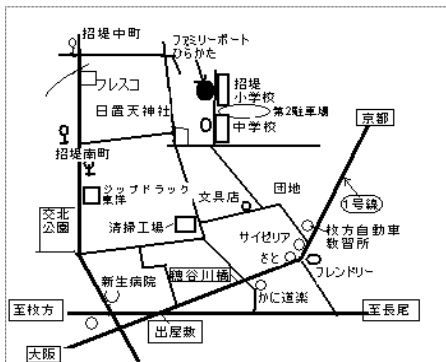 招堤中町
ファミリーポート
ひらかた
フレスコ
招堤
小学校
日置天神社
第2駐車場
中学校
京都
招堤南町
ジップドラック
東洋
文具店
団地
1号線
交北
公園
清掃工場
サイゼリア
枚方自動車
教習所
さと
フレンドリー
新生病院
穂谷川橋
かに道楽
至枚方
至長尾
出屋敷
大阪